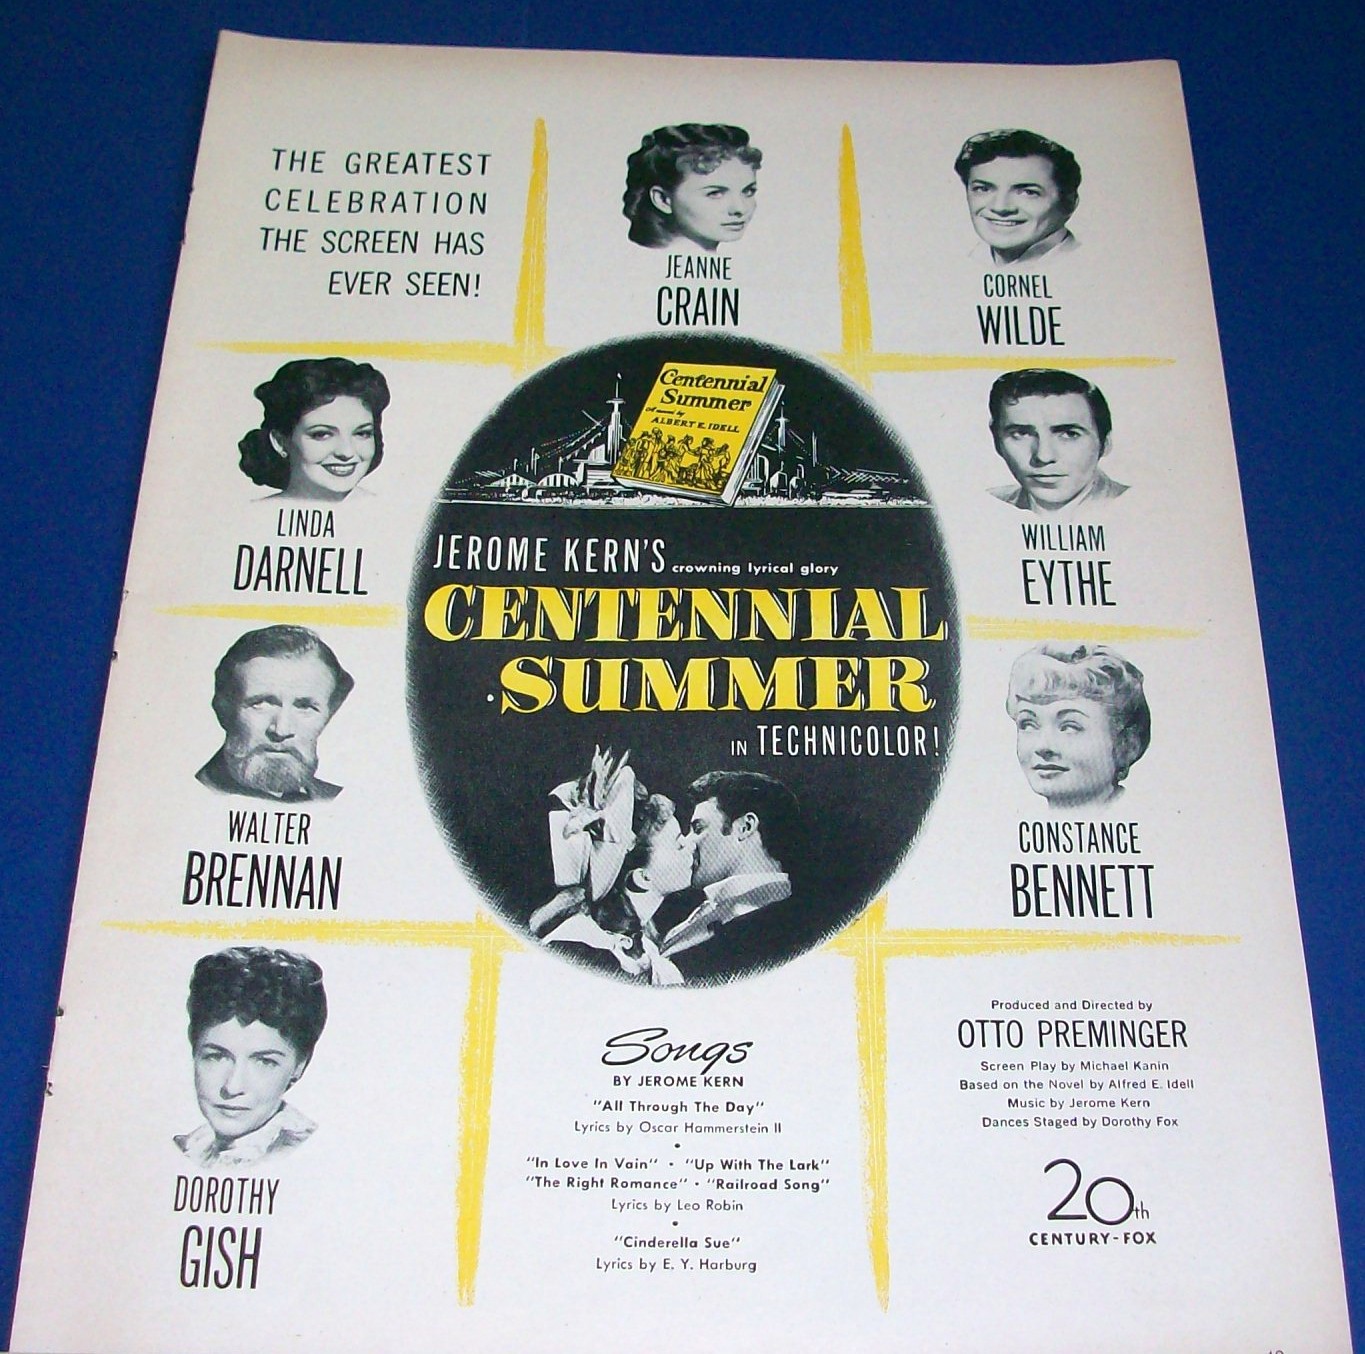 THE GREATEST
CELEBRATION
THE SCREEN HAS
EVER SEEN!
JEANNE
CRAIN
CORNEL
WILDE
LINDA
DARNELL
WILLIAM
EYTHE
WALTER
BRENNAN
CONSTANCE
BENNETT
DOROTHY
GISH
Centennial
Summer
A novel by
ALBERT E. IDELL
JEROME KERN'S crowning lyrical glory
CENTENNIAL
SUMMER
IN TECHNICOLOR!
Songs
BY JEROME KERN
"All Through The Day"
Lyrics by Oscar Hammerstein II
•
"In Love In Vain" • "Up With The Lark"
"The Right Romance" • "Railroad Song"
Lyrics by Leo Robin
•
"Cinderella Sue"
Lyrics by E. Y. Harburg
Produced and Directed by
OTTO PREMINGER
Screen Play by Michael Kanin
Based on the Novel by Alfred E. Idell
Music by Jerome Kern
Dances Staged by Dorothy Fox
20th
CENTURY-FOX